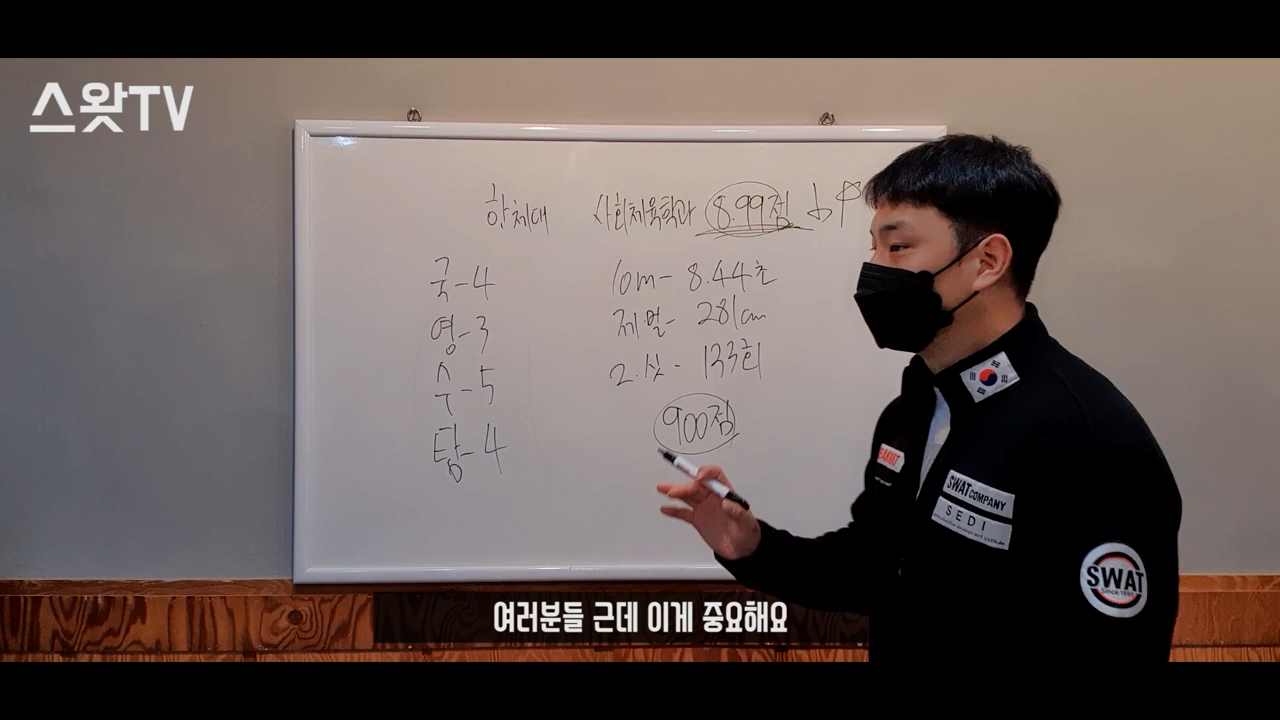 스왓TV
한체대 사회체육학과 8.99점
국-4
영-3
수-5
탐-4
10m- 8.44초
제멀- 281cm
2.싯- 133회
900점
SWAT COMPANY
SEDI
SWAT
Since 1990
여러분들 근데 이게 중요해요